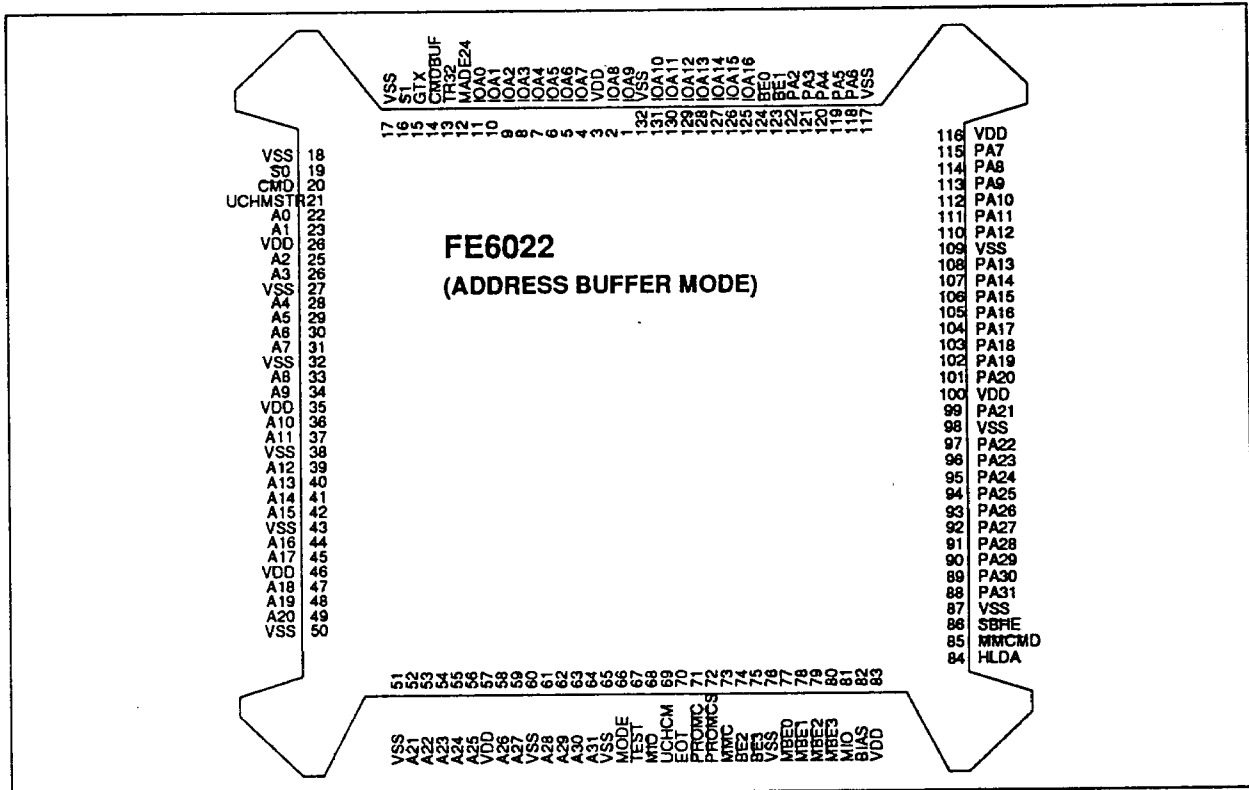 VSS S1 GTX CMDBUF TR32 MADE24 IOA0 IOA1 IOA2 IOA3 IOA4 IOA5 IOA6 IOA7 VDD IOA8 IOA9 VSS IOA10 IOA11 IOA12 IOA13 IOA14 IOA15 IOA16 BE0 BE1 PA2 PA3 PA4 PA5 PA6 VSS
17 16 15 14 13 12 11 10 9 8 7 6 5 4 3 2 1 132 131 130 129 128 127 126 125 124 123 122 121 120 119 118 117
VSS 18
S0 19
CMD 20
UCHMSTR 21
A0 22
A1 23
VDD 26
A2 25
A3 26
VSS 27
A4 28
A5 29
A6 30
A7 31
VSS 32
A8 33
A9 34
VDD 35
A10 36
A11 37
VSS 38
A12 39
A13 40
A14 41
A15 42
VSS 43
A16 44
A17 45
VDD 46
A18 47
A19 48
A20 49
VSS 50
FE6022
(ADDRESS BUFFER MODE)
116 VDD
115 PA7
114 PA8
113 PA9
112 PA10
111 PA11
110 PA12
109 VSS
108 PA13
107 PA14
106 PA15
105 PA16
104 PA17
103 PA18
102 PA19
101 PA20
100 VDD
99 PA21
98 VSS
97 PA22
96 PA23
95 PA24
94 PA25
93 PA26
92 PA27
91 PA28
90 PA29
89 PA30
88 PA31
87 VSS
86 SBHE
85 MMCMD
84 HLDA
51 52 53 54 55 56 57 58 59 60 61 62 63 64 65 66 67 68 69 70 71 72 73 74 75 76 77 78 79 80 81 82 83
VSS A21 A22 A23 A24 A25 VDD A26 A27 VSS A28 A29 A30 A31 VSS MODE TEST MIO UCHCM EOT PROMC PROMCS MMC BE2 BE3 VSS MBE0 MBE1 MBE2 MBE3 MIO BIAS VDD